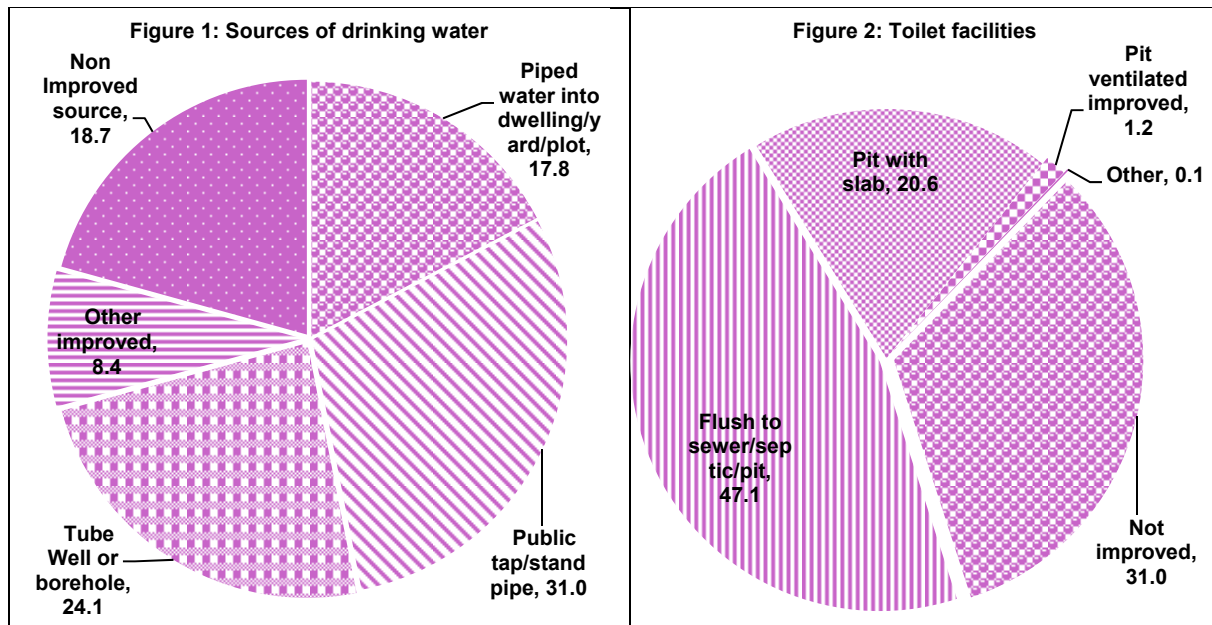 Figure 1: Sources of drinking water
Non
Improved
source,
18.7
Piped
water into
dwelling/y
ard/plot,
17.8
Other
improved,
8.4
Tube
Well or
borehole,
24.1
Public
tap/stand
pipe, 31.0
Figure 2: Toilet facilities
Pit
ventilated
improved,
1.2
Other, 0.1
Pit with
slab, 20.6
Flush to
sewer/sep
tic/pit,
47.1
Not
improved,
31.0